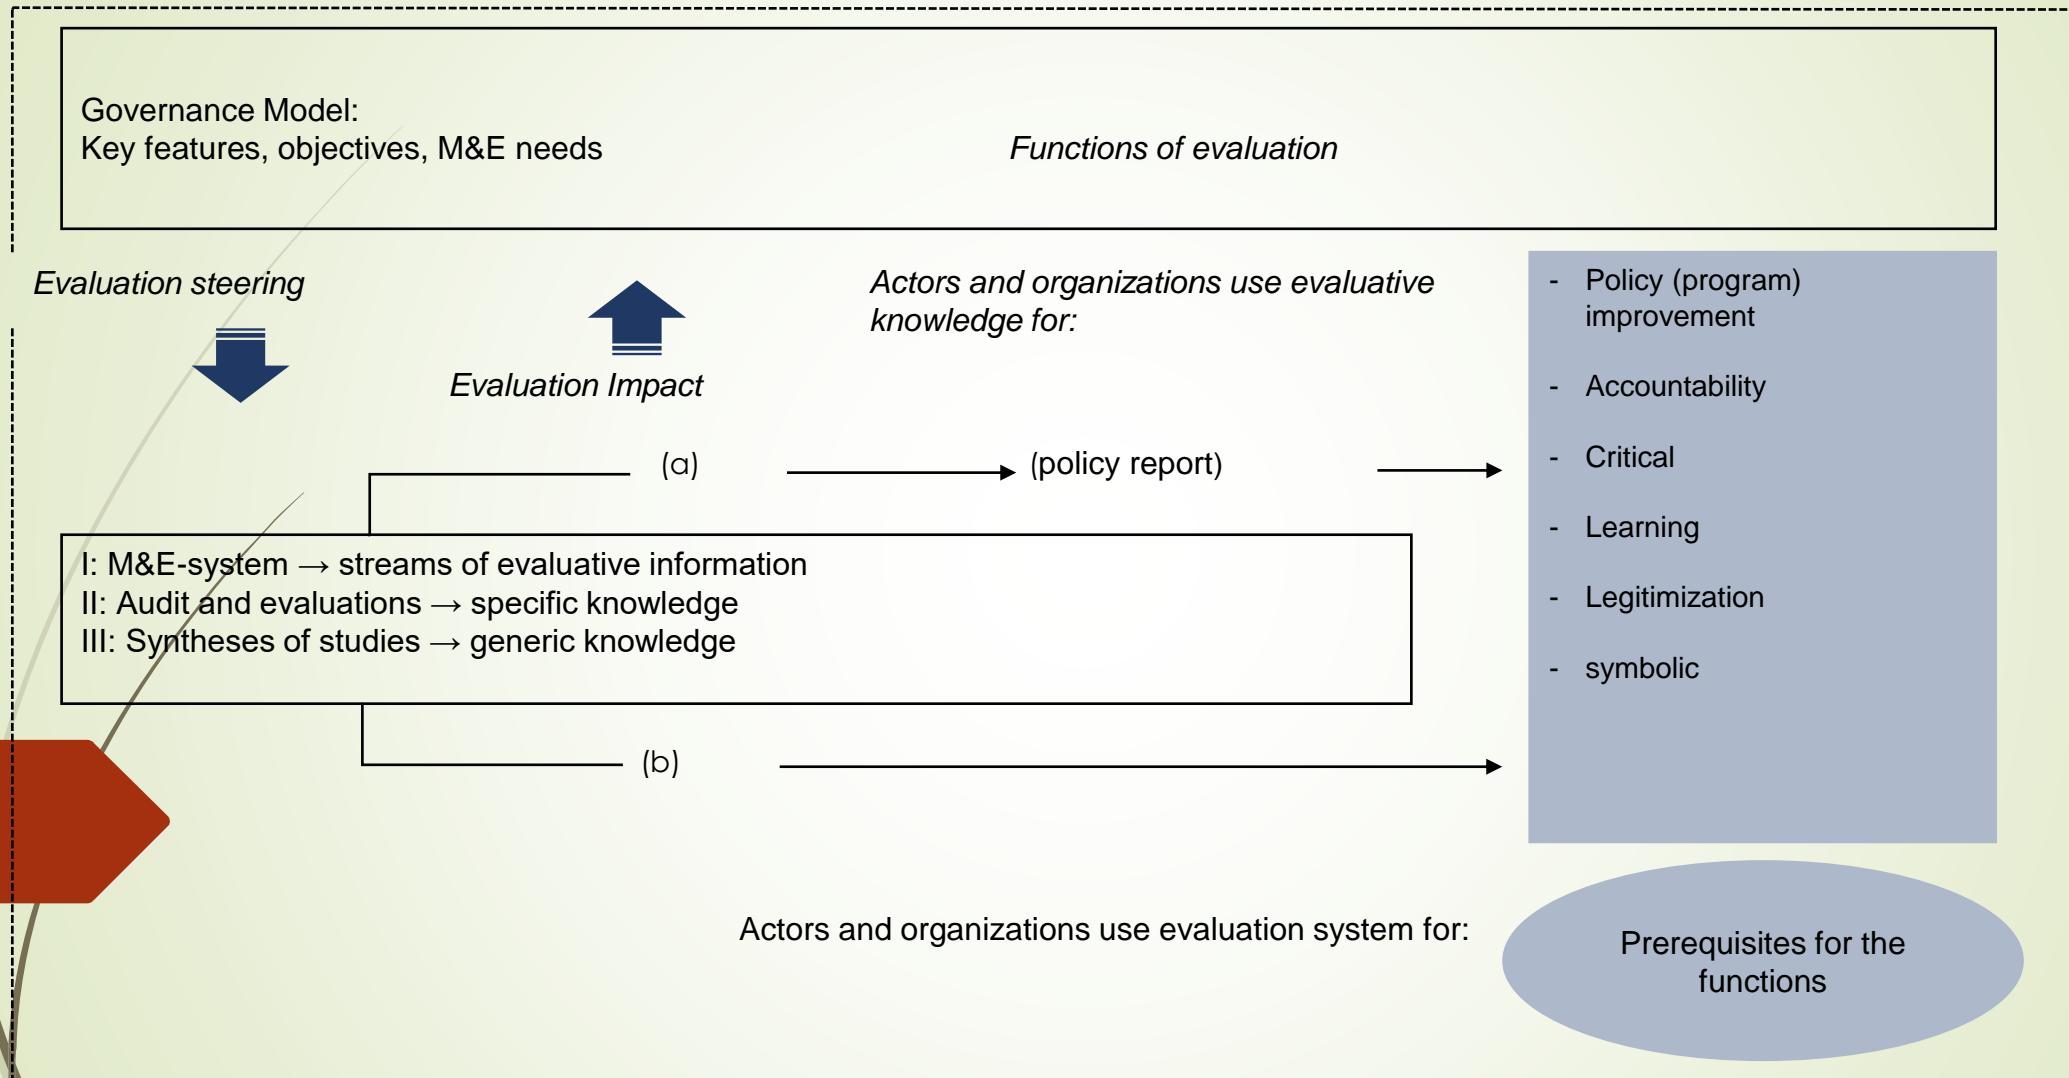 Governance Model:
Key features, objectives, M&E needs
Functions of evaluation
Evaluation steering
Evaluation Impact
Actors and organizations use evaluative
knowledge for:
- Policy (program)
improvement
- Accountability
- Critical
- Learning
- Legitimization
- symbolic
(a)
(policy report)
I: M&E-system → streams of evaluative information
II: Audit and evaluations → specific knowledge
III: Syntheses of studies → generic knowledge
(b)
Actors and organizations use evaluation system for:
Prerequisites for the
functions